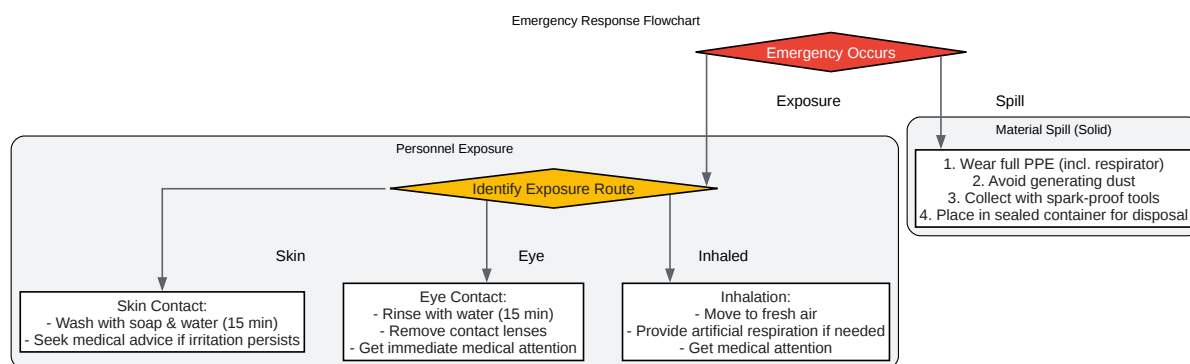 Emergency Response Flowchart
Emergency Occurs
Exposure
Spill
Material Spill (Solid)
1. Wear full PPE (incl. respirator)
2. Avoid generating dust
3. Collect with spark-proof tools
4. Place in sealed container for disposal
Personnel Exposure
Identify Exposure Route
Skin
Eye
Inhaled
Skin Contact:
- Wash with soap & water (15 min)
- Seek medical advice if irritation persists
Eye Contact:
- Rinse with water (15 min)
- Remove contact lenses
- Get immediate medical attention
Inhalation:
- Move to fresh air
- Provide artificial respiration if needed
- Get medical attention